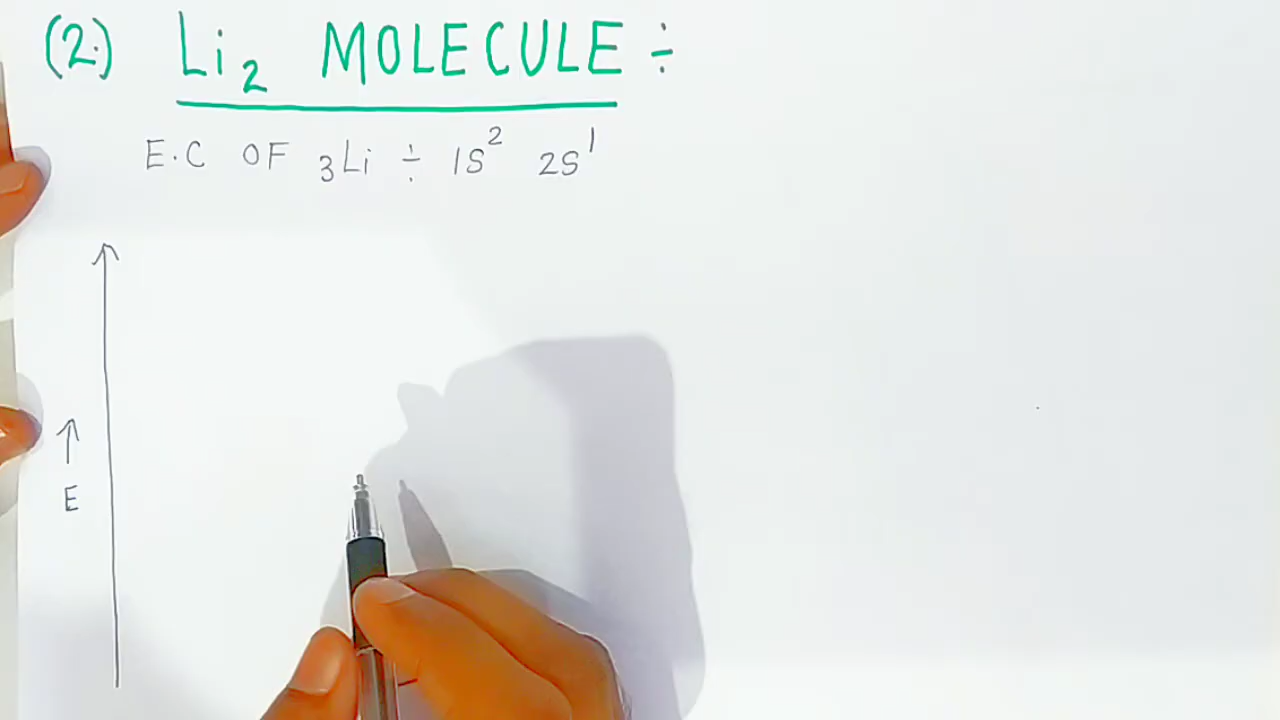 (2.) Li₂ MOLECULE ÷
E.C OF ₃Li ÷ 1S² 2S¹
↑
E